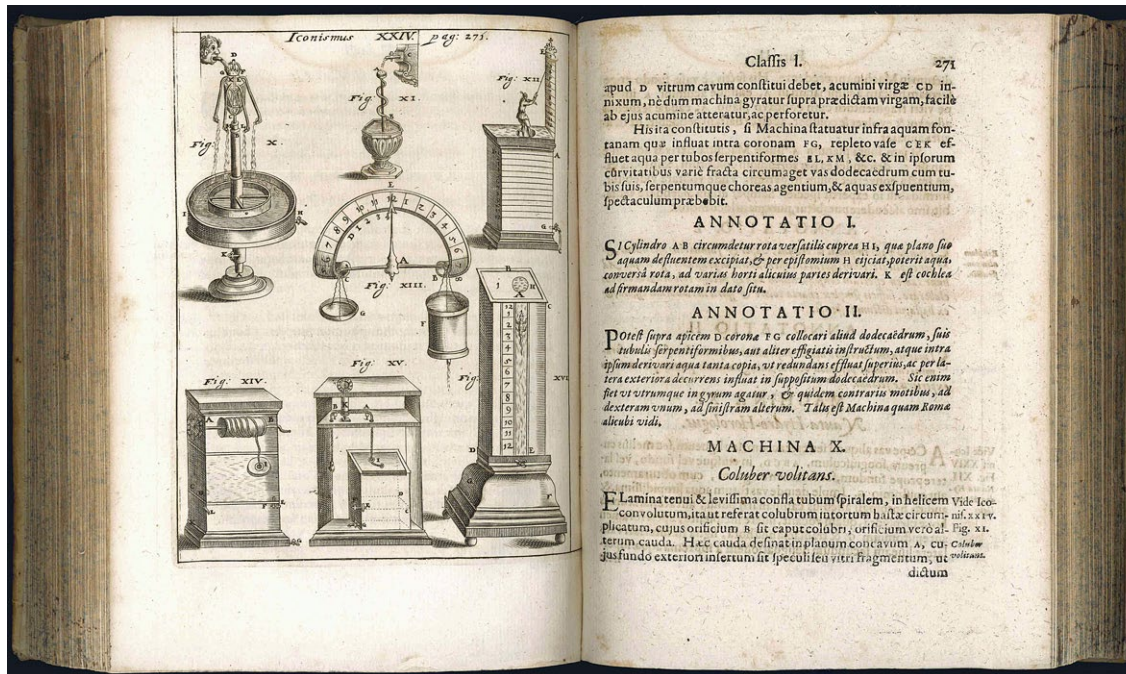 Iconismus XXIV. pag: 271.
Fig: X.
Fig: XI.
Fig: XII
Fig: XIII.
Fig: XIV.
Fig: XV.
Fig: XVI
Classis I. 271
apud D vitrum cavum constitui debet, acumini virgæ CD in-
nixum, nè dum machina gyratur supra prædictam virgam, facilè
ab ejus acumine atteratur, ac perforetur.
His ita constitutis, si Machina statuatur infra aquam fon-
tanam quæ influat intra coronam FG, repleto vase CEK ef-
fluet aqua per tubos serpentiformes BL, KM, &c. & in ipsorum
curvitatibus variè fracta circumaget vas dodecaedrum cum tu-
bis suis, serpentumque choreas agentium, & aquas exspuentium,
spectaculum præbebit.
ANNOTATIO I.
SI Cylindro AB circumdetur rota versatilis cuprea HI, quæ plano suo
aquam defluentem excipiat, & per epistomium H eijciat, poterit aqua,
conversâ rotâ, ad varias horti alicuius partes derivari. K est cochlea
ad firmandam rotam in dato situ.
ANNOTATIO II.
POtest supra apicem D coronæ FG collocari aliud dodecaëdrum, suis
tubulis serpentiformibus, aut aliter effigiatis instructum, atque intra
ipsum derivari aqua tanta copia, vt redundans effluat superius, ac per la-
tera exteriora decurrens influat in suppositum dodecaëdrum. Sic enim
fiet vt vtrumque in gyrum agatur, & quidem contrariis motibus, ad
dexteram vnum, ad sinistram alterum. Talis est Machina quam Romæ
alicubi vidi.
MACHINA X.
Coluber volitans.
E Lamina tenui & levissima confla tubum spiralem, in helicem
convolutum, ita ut referat colubrum intortum hastæ circum-
plicatum, cujus orificium B sit caput colubri, orificium verò al-
terum cauda. Hæc cauda desinat in planum concavum A, cu-
jus fundo exteriori insertum sit speculi seu vitri fragmentum, ut
dictum
Vide Ico-
nis. XXIV.
Fig. XI.
Coluber
volitans.